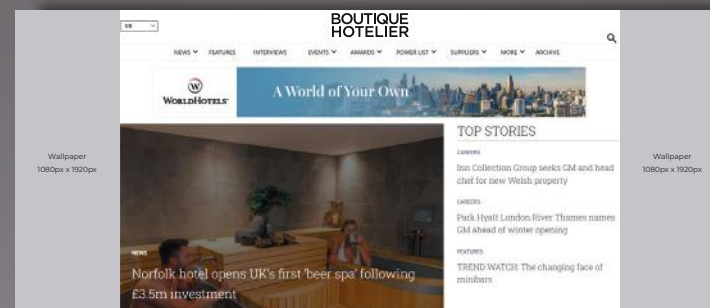 BOUTIQUE
HOTELIER
NEWS FEATURES INTERVIEWS EVENTS AWARDS POWER LIST SUPPLIERS MORE ARCHIVE
W
WORLDHOTELS
A World of Your Own
TOP STORIES
CAREERS
Inn Collection Group seeks GM and head
chef for new Welsh property
CAREERS
Park Hyatt London River Thames names
GM ahead of winter opening
FEATURES
TREND WATCH: The changing face of
minibars
NEWS
Norfolk hotel opens UK's first 'beer spa' following
£3.5m investment
Wallpaper
1080px x 1920px
Wallpaper
1080px x 1920px